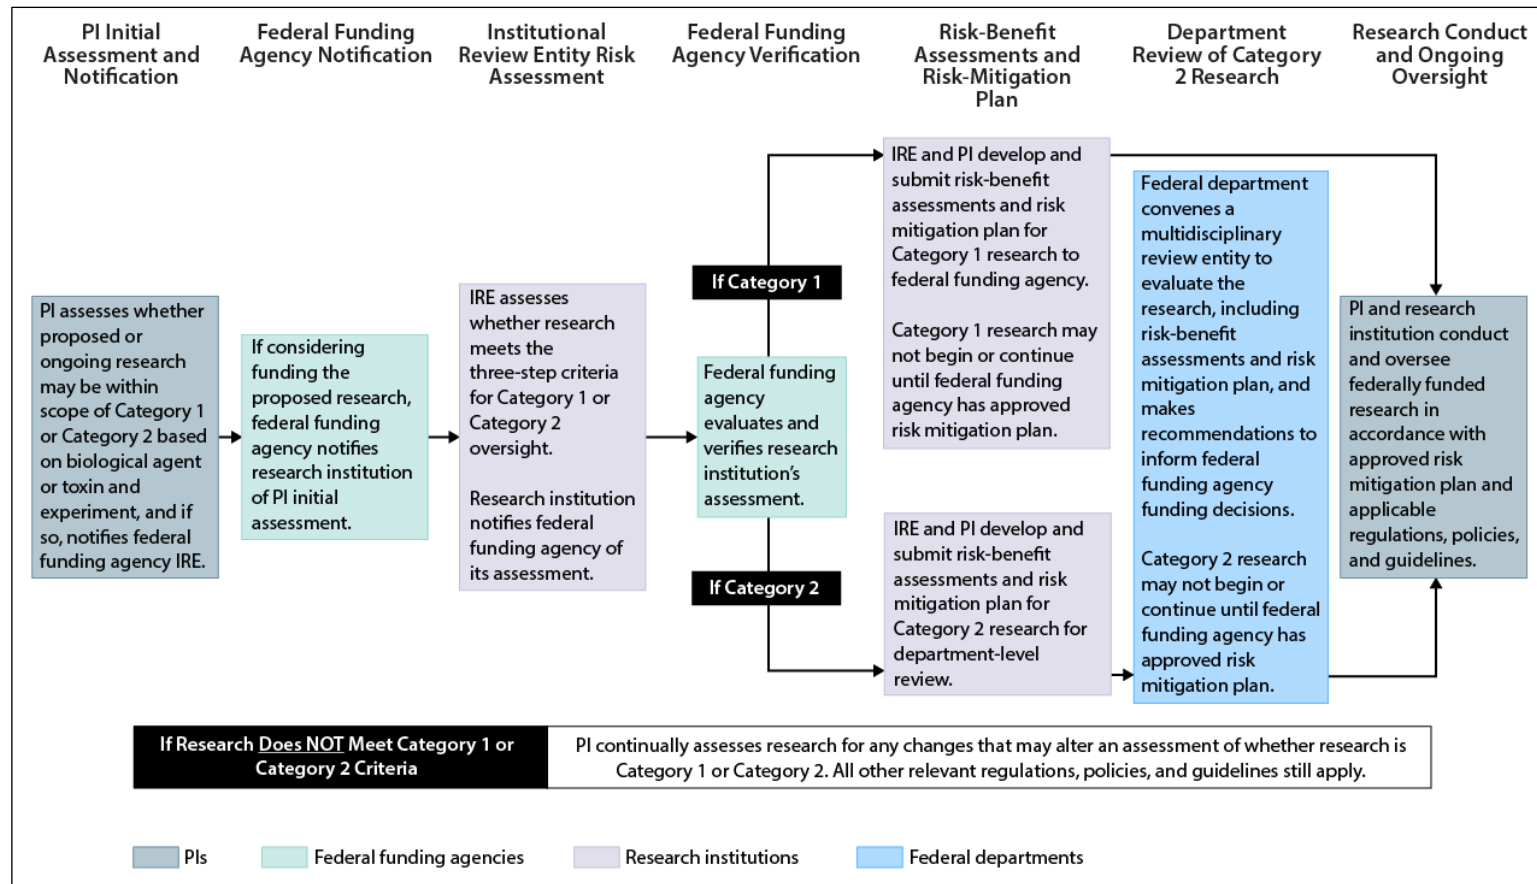 PI Initial
Assessment and
Notification
Federal Funding
Agency Notification
Institutional
Review Entity Risk
Assessment
Federal Funding
Agency Verification
Risk-Benefit
Assessments and
Risk-Mitigation
Plan
Department
Review of Category
2 Research
Research Conduct
and Ongoing
Oversight
PI assesses whether
proposed or
ongoing research
may be within
scope of Category 1
or Category 2 based
on biological agent
or toxin and
experiment, and if
so, notifies federal
funding agency IRE.
If considering
funding the
proposed research,
federal funding
agency notifies
research institution
of PI initial
assessment.
IRE assesses
whether research
meets the
three-step criteria
for Category 1 or
Category 2
oversight.
Research institution
notifies federal
funding agency of
its assessment.
If Category 1
Federal funding
agency
evaluates and
verifies research
institution's
assessment.
If Category 2
IRE and PI develop and
submit risk-benefit
assessments and risk
mitigation plan for
Category 1 research to
federal funding agency.
Category 1 research may
not begin or continue
until federal funding
agency has approved
risk mitigation plan.
IRE and PI develop and
submit risk-benefit
assessments and risk
mitigation plan for
Category 2 research for
department-level
review.
Federal department
convenes a
multidisciplinary
review entity to
evaluate the
research, including
risk-benefit
assessments and risk
mitigation plan, and
makes
recommendations to
inform federal
funding agency
funding decisions.
Category 2 research
may not begin or
continue until federal
funding agency has
approved risk
mitigation plan.
PI and research
institution conduct
and oversee
federally funded
research in
accordance with
approved risk
mitigation plan and
applicable
regulations, policies,
and guidelines.
If Research Does NOT Meet Category 1 or
Category 2 Criteria
PI continually assesses research for any changes that may alter an assessment of whether research is
Category 1 or Category 2. All other relevant regulations, policies, and guidelines still apply.
PIs
Federal funding agencies
Research institutions
Federal departments